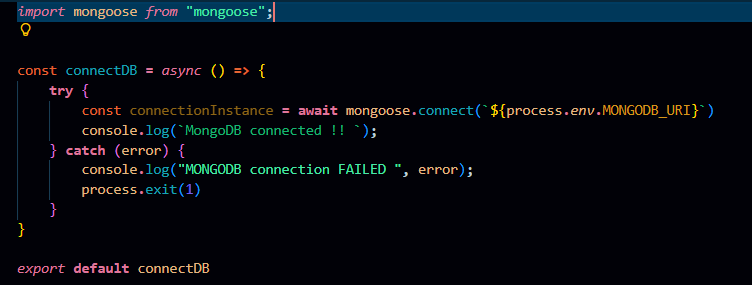 import mongoose from "mongoose";
const connectDB = async () => {
try {
const connectionInstance = await mongoose.connect(`${process.env.MONGODB_URI}`)
console.log(`MongoDB connected !! `);
} catch (error) {
console.log("MONGODB connection FAILED ", error);
process.exit(1)
}
}
export default connectDB